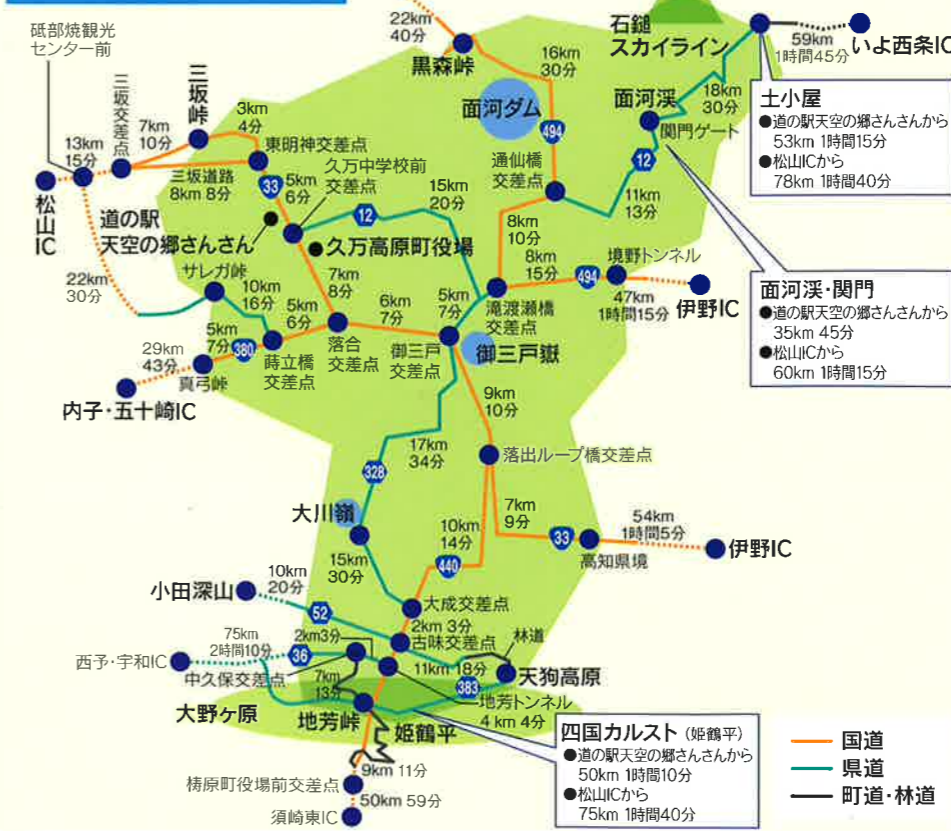 22km
40分
黒森峠
16km
30分
石鎚
スカイライン
59km
1時間45分
いよ西条IC
砥部焼観光
センター前
三坂交差点
三坂峠
7km
10分
3km
4分
面河ダム
面河渓
18km
30分
関門ゲート
494
12
13km
15分
松山
IC
三坂道路
8km 8分
東明神交差点
33
5km
6分
久万中学校前
交差点
15km
20分
12
通仙橋
交差点
11km
13分
土小屋
●道の駅天空の郷さんさんから
53km 1時間15分
●松山ICから
78km 1時間40分
道の駅
天空の郷さんさん
久万高原町役場
8km
10分
8km
15分
境野トンネル
494
47km
1時間15分
伊野IC
22km
30分
サレガ峠
10km
16分
7km
8分
5km
6分
6km
7分
5km
7分
滝渡瀬橋
交差点
面河渓・関門
●道の駅天空の郷さんさんから
35km 45分
●松山ICから
60km 1時間15分
29km
43分
5km
7分
380
真弓峠
蒔立橋
交差点
落合
交差点
御三戸
交差点
御三戸嶽
内子・五十崎IC
9km
10分
17km
34分
328
落出ループ橋交差点
大川嶺
7km
9分
33
高知県境
54km
1時間5分
伊野IC
15km
30分
10km
14分
440
小田深山
10km
20分
52
大成交差点
2km 3分
古味交差点
林道
西予・宇和IC
75km
2時間10分
36
2km3分
中久保交差点
7km
13分
11km 18分
383
天狗高原
地芳トンネル
4 km 4分
大野ヶ原
地芳峠
姫鶴平
四国カルスト (姫鶴平)
●道の駅天空の郷さんさんから
50km 1時間10分
●松山ICから
75km 1時間40分
9km 11分
梼原町役場前交差点
50km 59分
須崎東IC
国道
県道
町道・林道